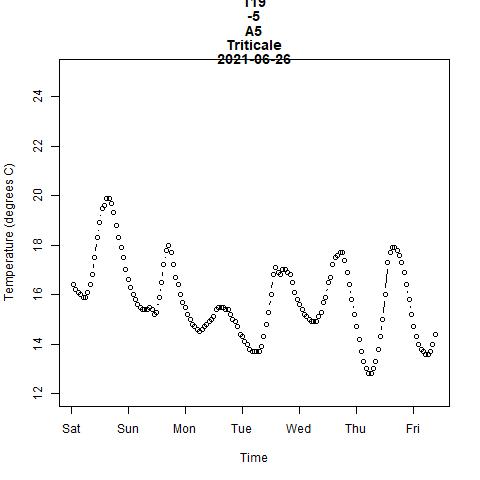 T19
-5
A5
Triticale
2021-06-26
24
22
20
18
16
14
12
Temperature (degrees C)
Sat Sun Mon Tue Wed Thu Fri
Time